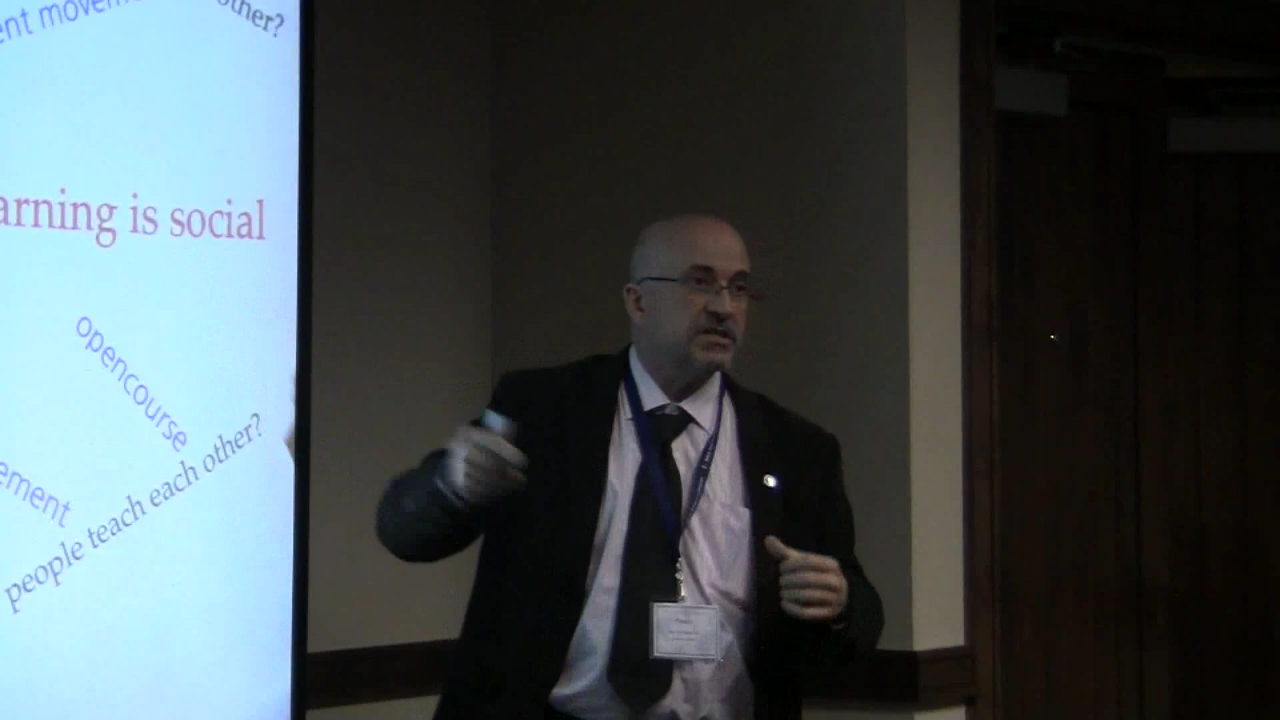 ent movem
other?
arning is social
opencourse
ement
people teach each other?